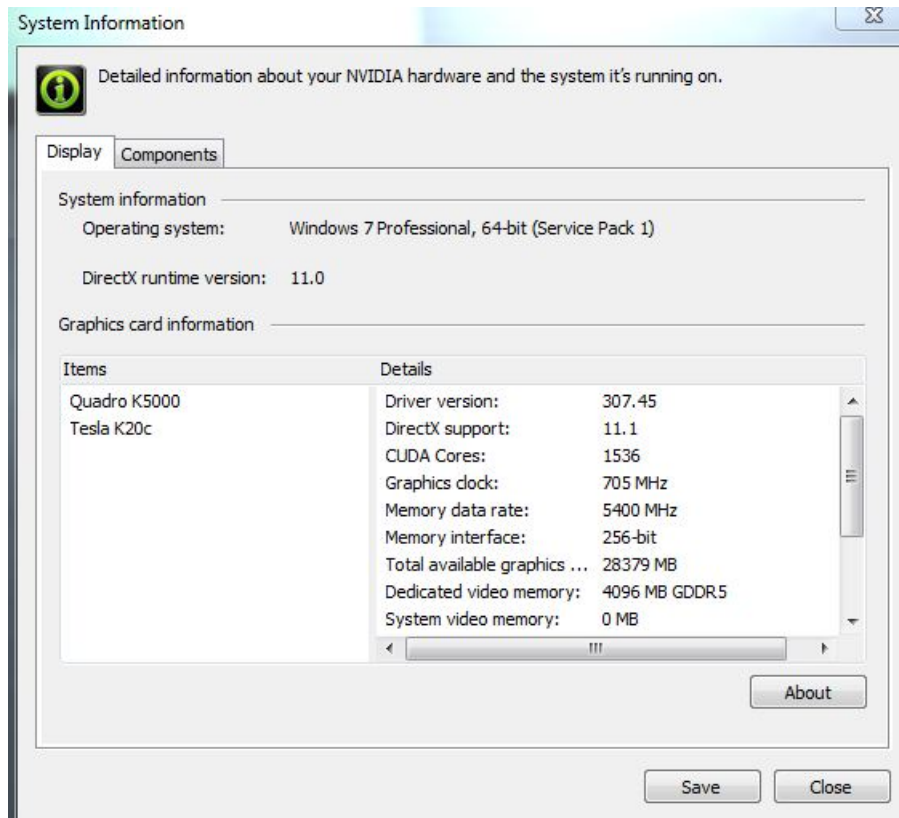 System Information
Detailed information about your NVIDIA hardware and the system it's running on.
Display Components
System information
Operating system: Windows 7 Professional, 64-bit (Service Pack 1)
DirectX runtime version: 11.0
Graphics card information
Items Details
Quadro K5000 Driver version: 307.45
Tesla K20c DirectX support: 11.1
CUDA Cores: 1536
Graphics clock: 705 MHz
Memory data rate: 5400 MHz
Memory interface: 256-bit
Total available graphics ... 28379 MB
Dedicated video memory: 4096 MB GDDR5
System video memory: 0 MB
About
Save Close